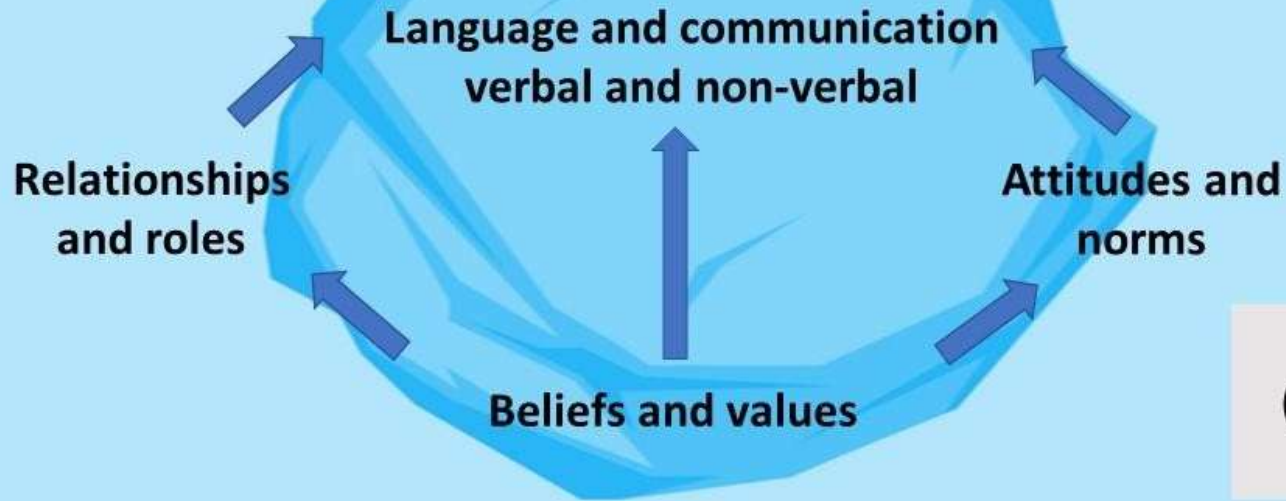 Language and communication
verbal and non-verbal
Relationships
and roles
Attitudes and
norms
Beliefs and values